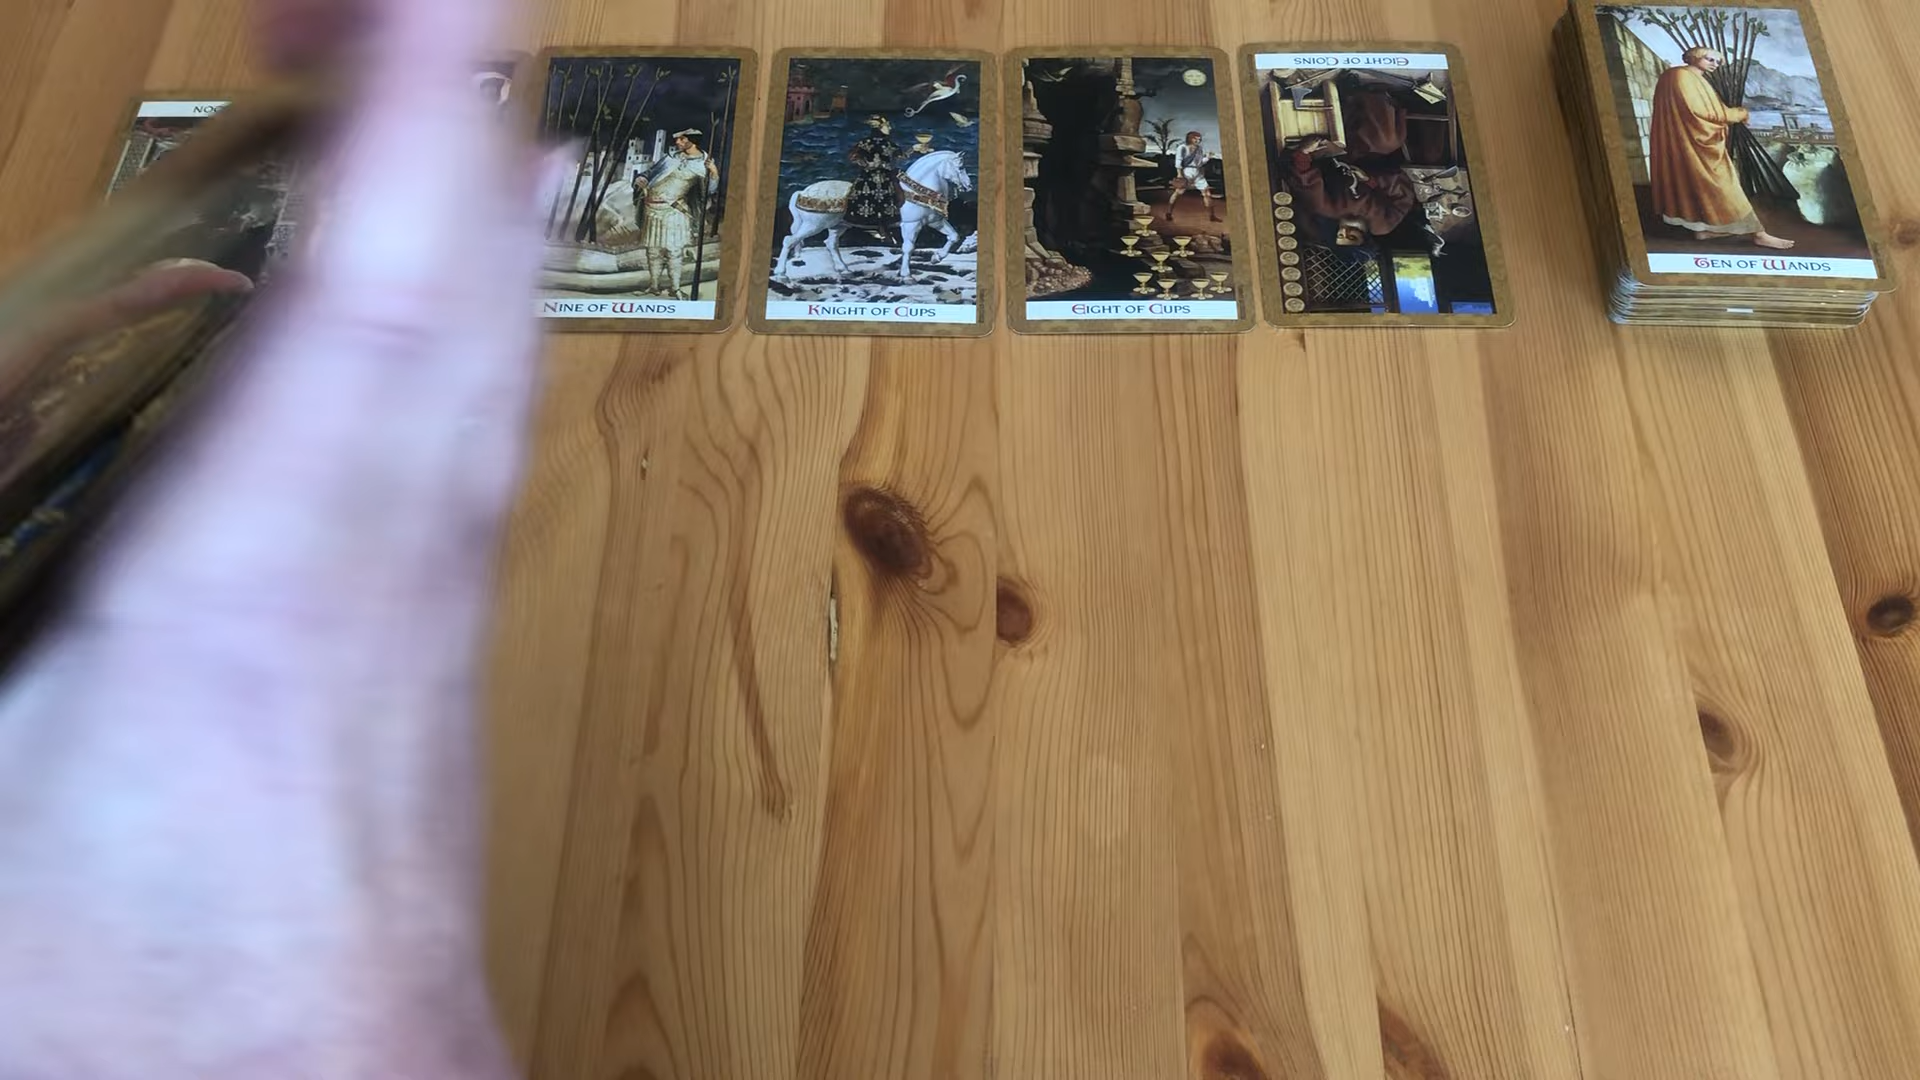 NINE OF WANDS
KNIGHT OF CUPS
EIGHT OF CUPS
EIGHT OF COINS
TEN OF WANDS